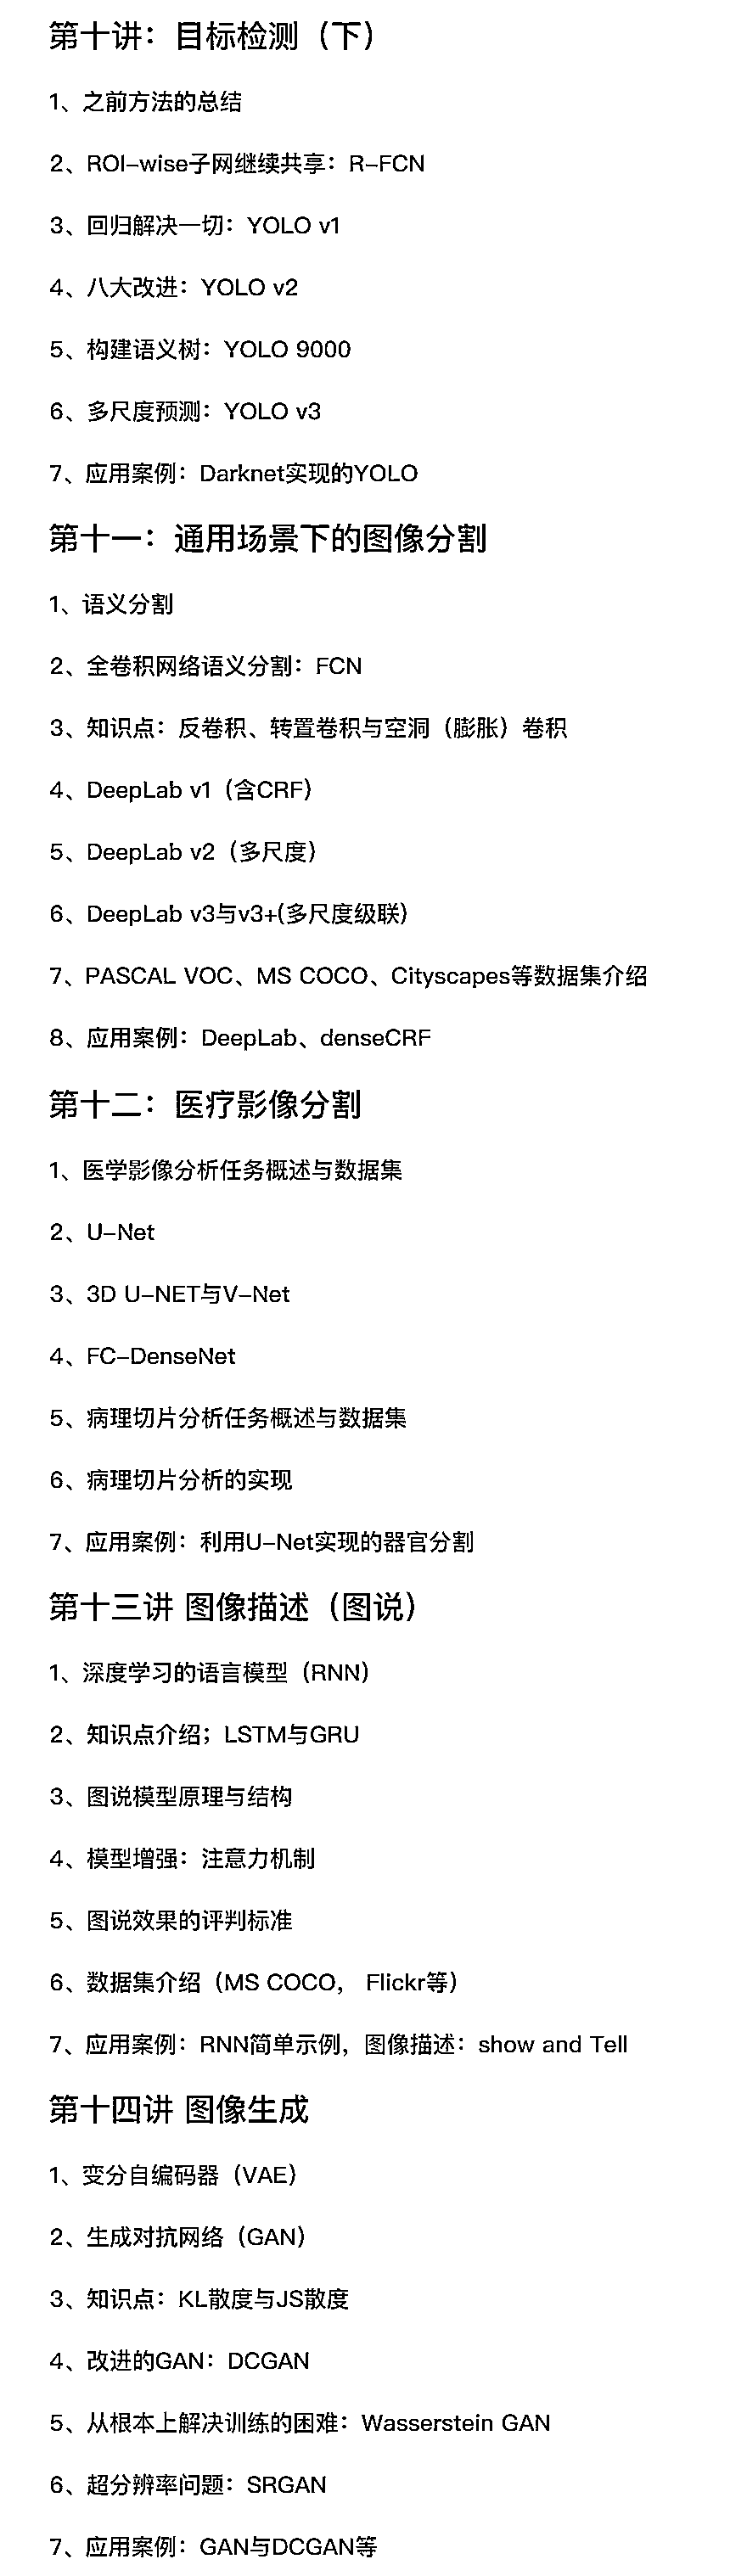 第十讲：目标检测（下）
1、之前方法的总结
2、ROI-wise子网继续共享：R-FCN
3、回归解决一切：YOLO v1
4、八大改进：YOLO v2
5、构建语义树：YOLO 9000
6、多尺度预测：YOLO v3
7、应用案例：Darknet实现的YOLO
第十一：通用场景下的图像分割
1、语义分割
2、全卷积网络语义分割：FCN
3、知识点：反卷积、转置卷积与空洞（膨胀）卷积
4、DeepLab v1（含CRF）
5、DeepLab v2（多尺度）
6、DeepLab v3与v3+(多尺度级联)
7、PASCAL VOC、MS COCO、Cityscapes等数据集介绍
8、应用案例：DeepLab、denseCRF
第十二：医疗影像分割
1、医学影像分析任务概述与数据集
2、U-Net
3、3D U-NET与V-Net
4、FC-DenseNet
5、病理切片分析任务概述与数据集
6、病理切片分析的实现
7、应用案例：利用U-Net实现的器官分割
第十三讲 图像描述（图说）
1、深度学习的语言模型（RNN）
2、知识点介绍；LSTM与GRU
3、图说模型原理与结构
4、模型增强：注意力机制
5、图说效果的评判标准
6、数据集介绍（MS COCO， Flickr等）
7、应用案例：RNN简单示例，图像描述：show and Tell
第十四讲 图像生成
1、变分自编码器（VAE）
2、生成对抗网络（GAN）
3、知识点：KL散度与JS散度
4、改进的GAN：DCGAN
5、从根本上解决训练的困难：Wasserstein GAN
6、超分辨率问题：SRGAN
7、应用案例：GAN与DCGAN等